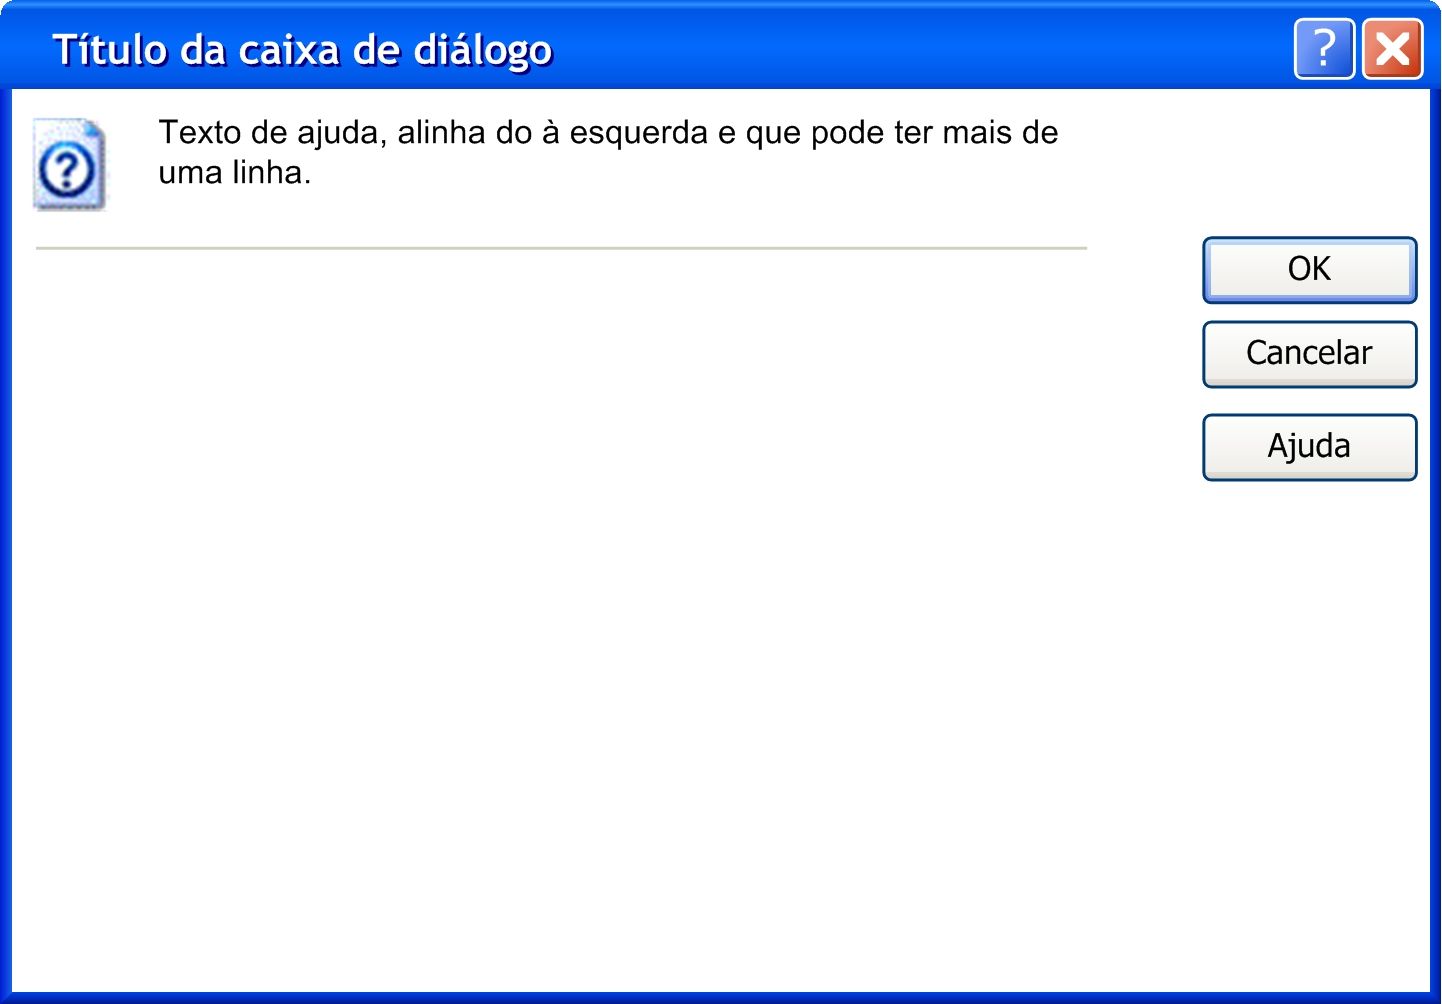 Título da caixa de diálogo
?
Texto de ajuda, alinha do à esquerda e que pode ter mais de
uma linha.
?
OK
Cancelar
Ajuda